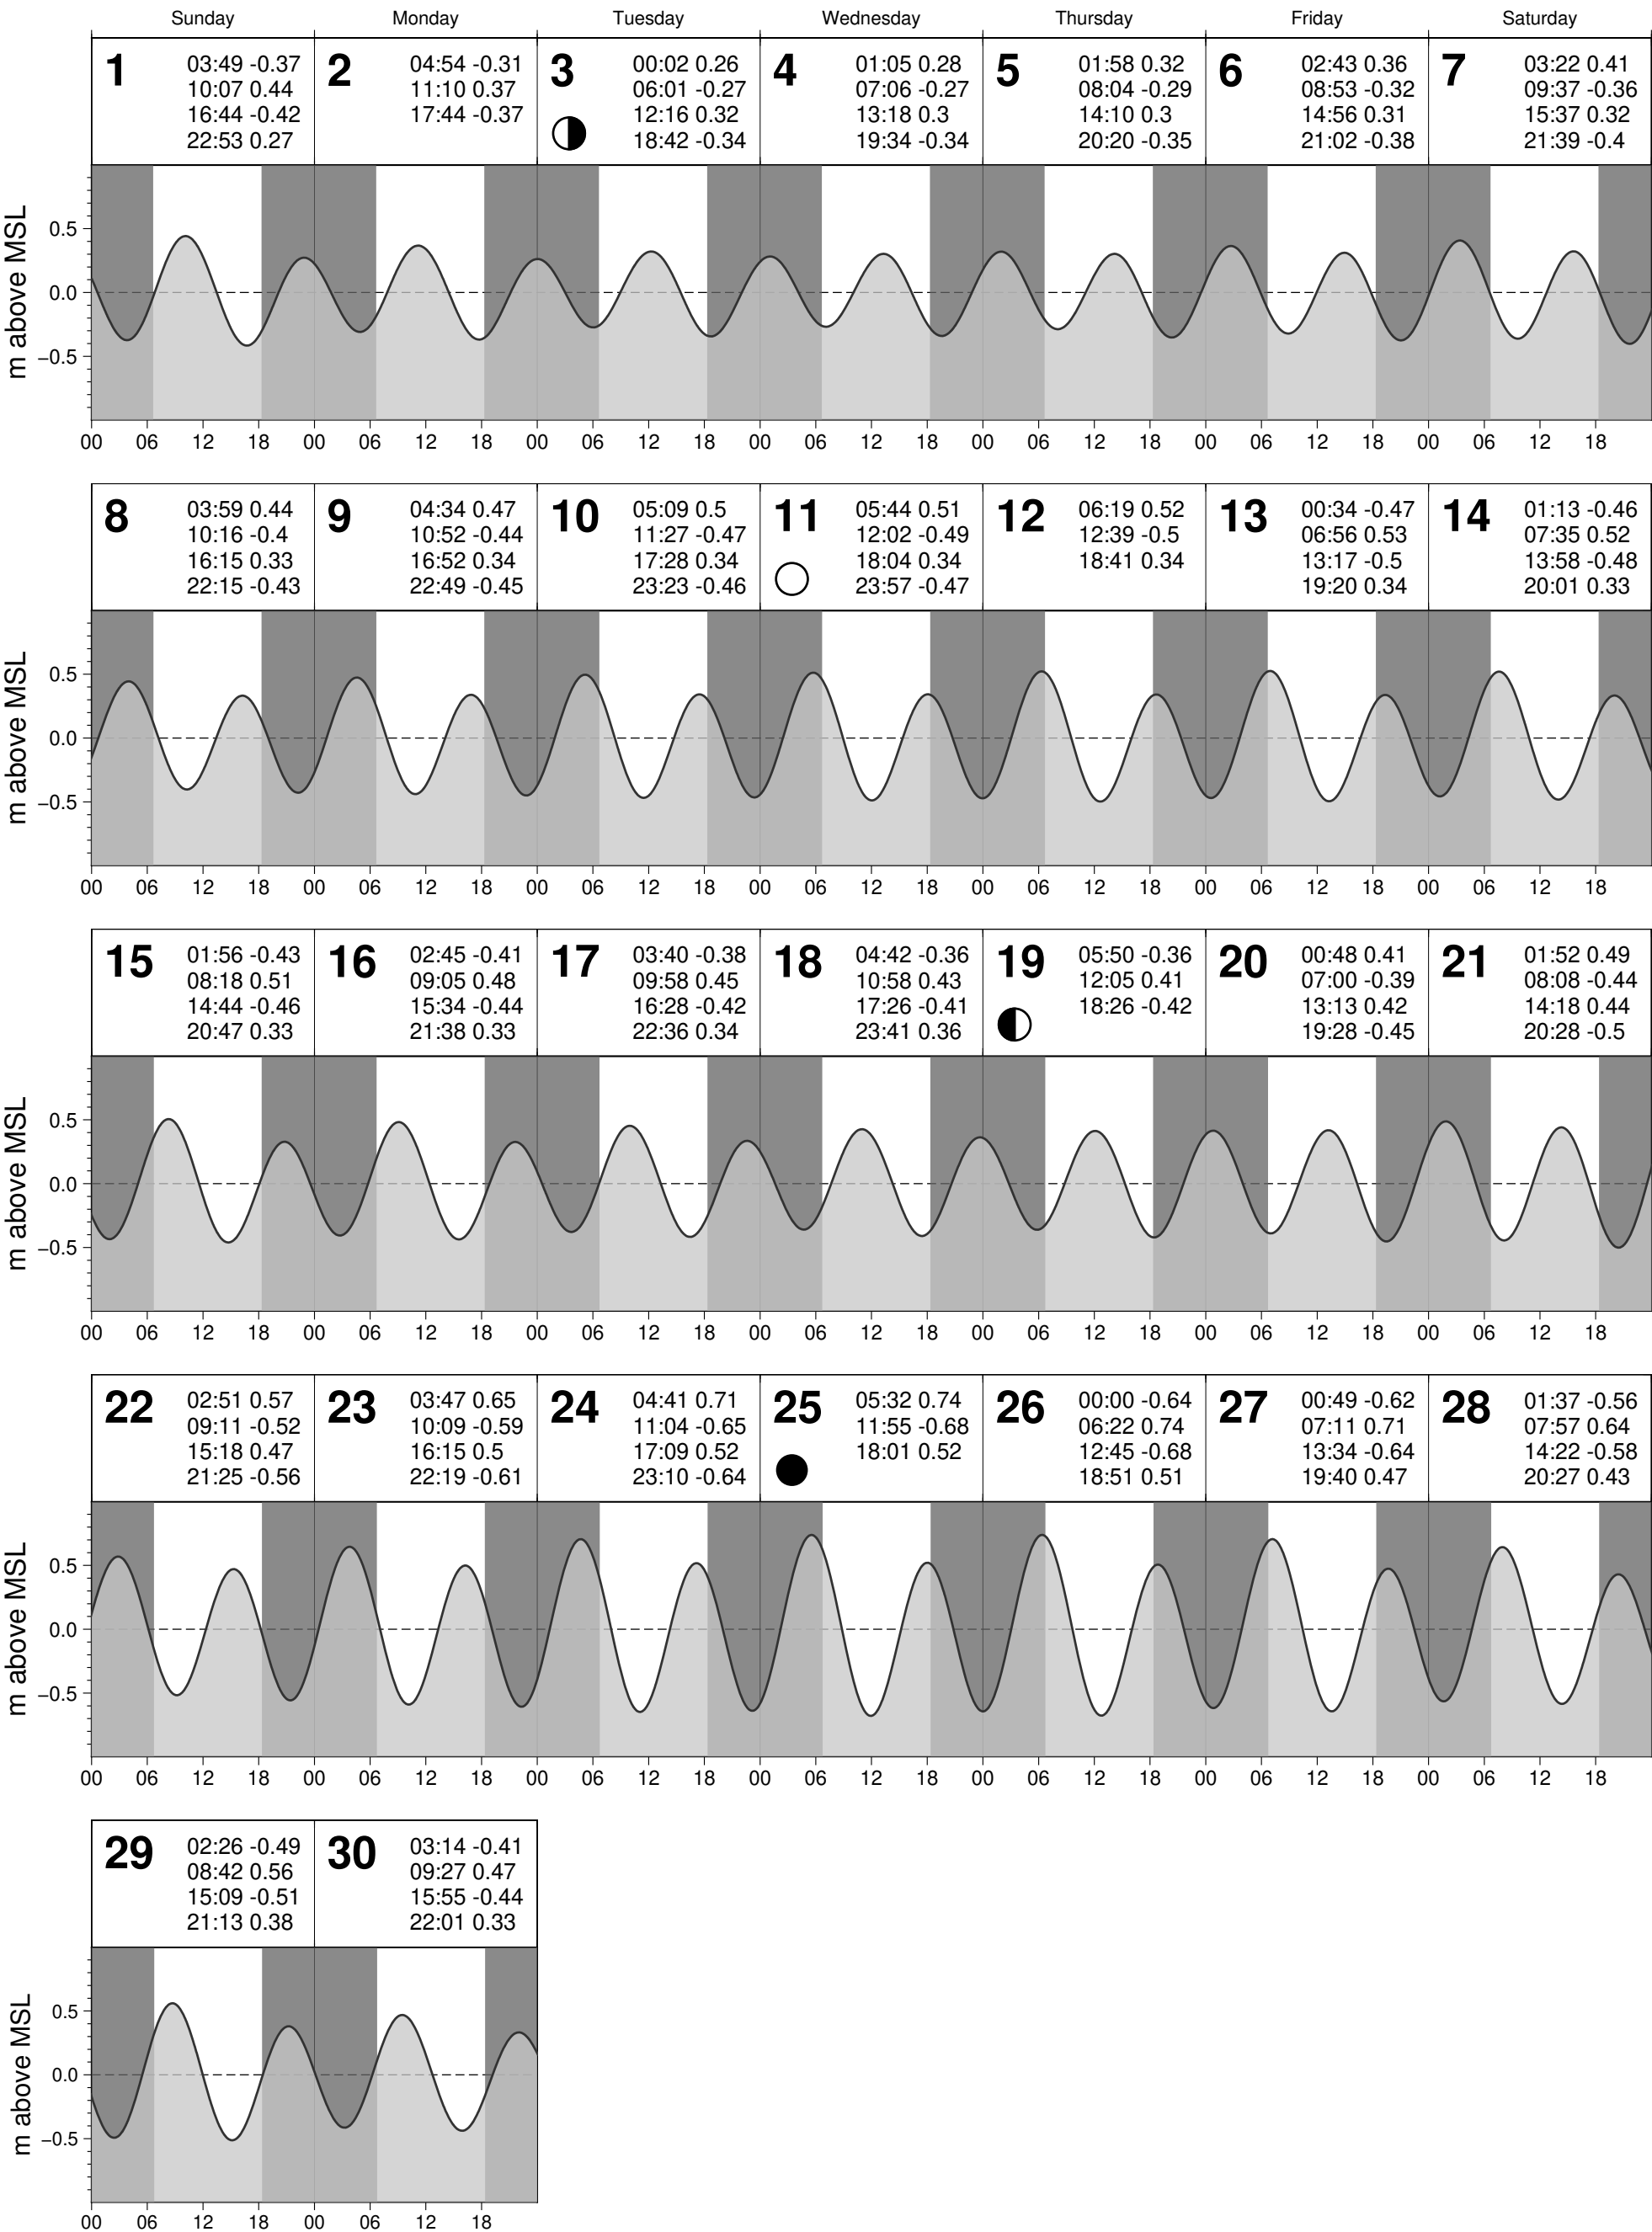 Sunday Monday Tuesday Wednesday Thursday Friday Saturday
1 03:49 -0.37
10:07 0.44
16:44 -0.42
22:53 0.27
2 04:54 -0.31
11:10 0.37
17:44 -0.37
3 00:02 0.26
06:01 -0.27
12:16 0.32
18:42 -0.34
4 01:05 0.28
07:06 -0.27
13:18 0.3
19:34 -0.34
5 01:58 0.32
08:04 -0.29
14:10 0.3
20:20 -0.35
6 02:43 0.36
08:53 -0.32
14:56 0.31
21:02 -0.38
7 03:22 0.41
09:37 -0.36
15:37 0.32
21:39 -0.4
m above MSL
0.5
0.0
−0.5
00 06 12 18 00 06 12 18 00 06 12 18 00 06 12 18 00 06 12 18 00 06 12 18 00 06 12 18
8 03:59 0.44
10:16 -0.4
16:15 0.33
22:15 -0.43
9 04:34 0.47
10:52 -0.44
16:52 0.34
22:49 -0.45
10 05:09 0.5
11:27 -0.47
17:28 0.34
23:23 -0.46
11 05:44 0.51
12:02 -0.49
18:04 0.34
23:57 -0.47
12 06:19 0.52
12:39 -0.5
18:41 0.34
13 00:34 -0.47
06:56 0.53
13:17 -0.5
19:20 0.34
14 01:13 -0.46
07:35 0.52
13:58 -0.48
20:01 0.33
m above MSL
0.5
0.0
−0.5
00 06 12 18 00 06 12 18 00 06 12 18 00 06 12 18 00 06 12 18 00 06 12 18 00 06 12 18
15 01:56 -0.43
08:18 0.51
14:44 -0.46
20:47 0.33
16 02:45 -0.41
09:05 0.48
15:34 -0.44
21:38 0.33
17 03:40 -0.38
09:58 0.45
16:28 -0.42
22:36 0.34
18 04:42 -0.36
10:58 0.43
17:26 -0.41
23:41 0.36
19 05:50 -0.36
12:05 0.41
18:26 -0.42
20 00:48 0.41
07:00 -0.39
13:13 0.42
19:28 -0.45
21 01:52 0.49
08:08 -0.44
14:18 0.44
20:28 -0.5
m above MSL
0.5
0.0
−0.5
00 06 12 18 00 06 12 18 00 06 12 18 00 06 12 18 00 06 12 18 00 06 12 18 00 06 12 18
22 02:51 0.57
09:11 -0.52
15:18 0.47
21:25 -0.56
23 03:47 0.65
10:09 -0.59
16:15 0.5
22:19 -0.61
24 04:41 0.71
11:04 -0.65
17:09 0.52
23:10 -0.64
25 05:32 0.74
11:55 -0.68
18:01 0.52
26 00:00 -0.64
06:22 0.74
12:45 -0.68
18:51 0.51
27 00:49 -0.62
07:11 0.71
13:34 -0.64
19:40 0.47
28 01:37 -0.56
07:57 0.64
14:22 -0.58
20:27 0.43
m above MSL
0.5
0.0
−0.5
00 06 12 18 00 06 12 18 00 06 12 18 00 06 12 18 00 06 12 18 00 06 12 18 00 06 12 18
29 02:26 -0.49
08:42 0.56
15:09 -0.51
21:13 0.38
30 03:14 -0.41
09:27 0.47
15:55 -0.44
22:01 0.33
m above MSL
0.5
0.0
−0.5
00 06 12 18 00 06 12 18